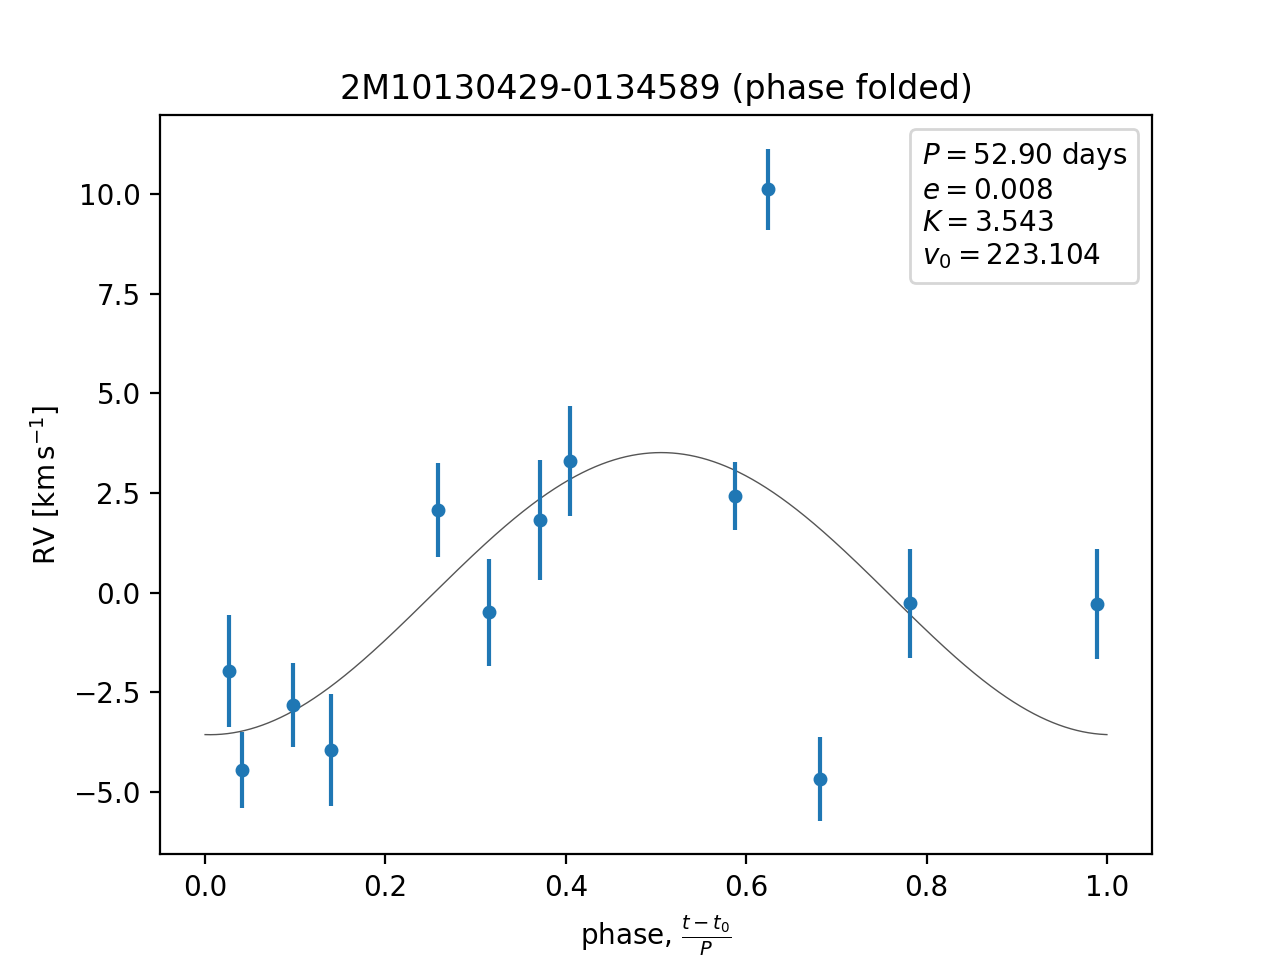 2M10130429-0134589 (phase folded)
P = 52.90 days
e = 0.008
K = 3.543
v₀ = 223.104
10.0
7.5
5.0
2.5
0.0
−2.5
−5.0
RV [km s⁻¹]
0.0 0.2 0.4 0.6 0.8 1.0
phase, (t − t₀)/P